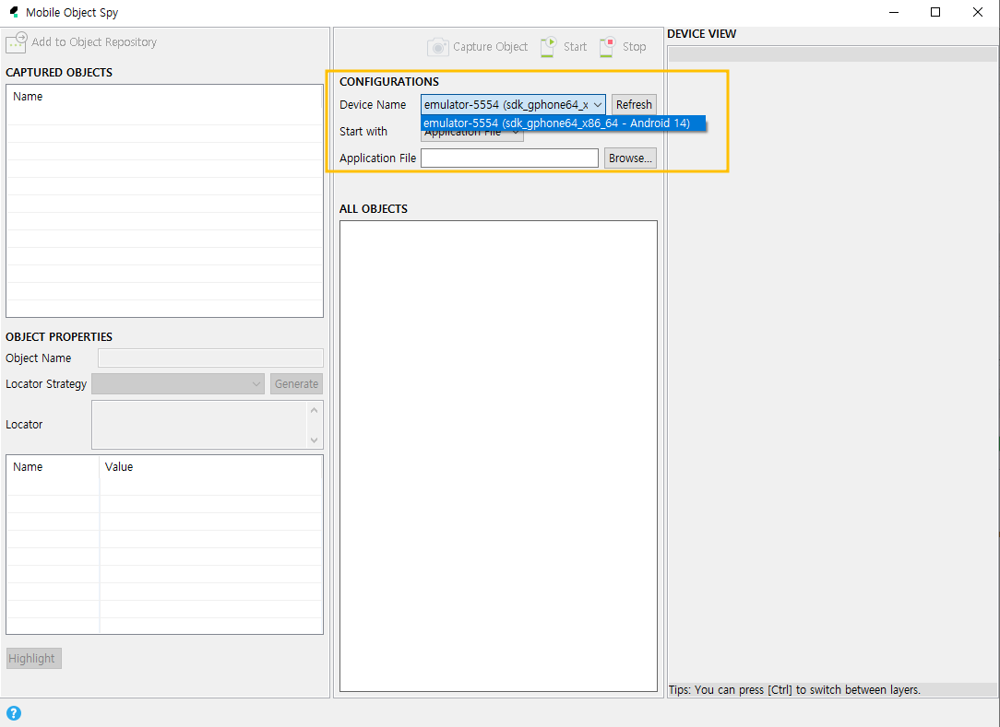 Mobile Object Spy
Add to Object Repository
CAPTURED OBJECTS
Name
OBJECT PROPERTIES
Object Name
Locator Strategy
Generate
Locator
Name Value
Highlight
Capture Object Start Stop
CONFIGURATIONS
Device Name emulator-5554 (sdk_gphone64_x Refresh
emulator-5554 (sdk_gphone64_x86_64 - Android 14)
Start with Application File
Application File Browse...
ALL OBJECTS
DEVICE VIEW
Tips: You can press [Ctrl] to switch between layers.
?